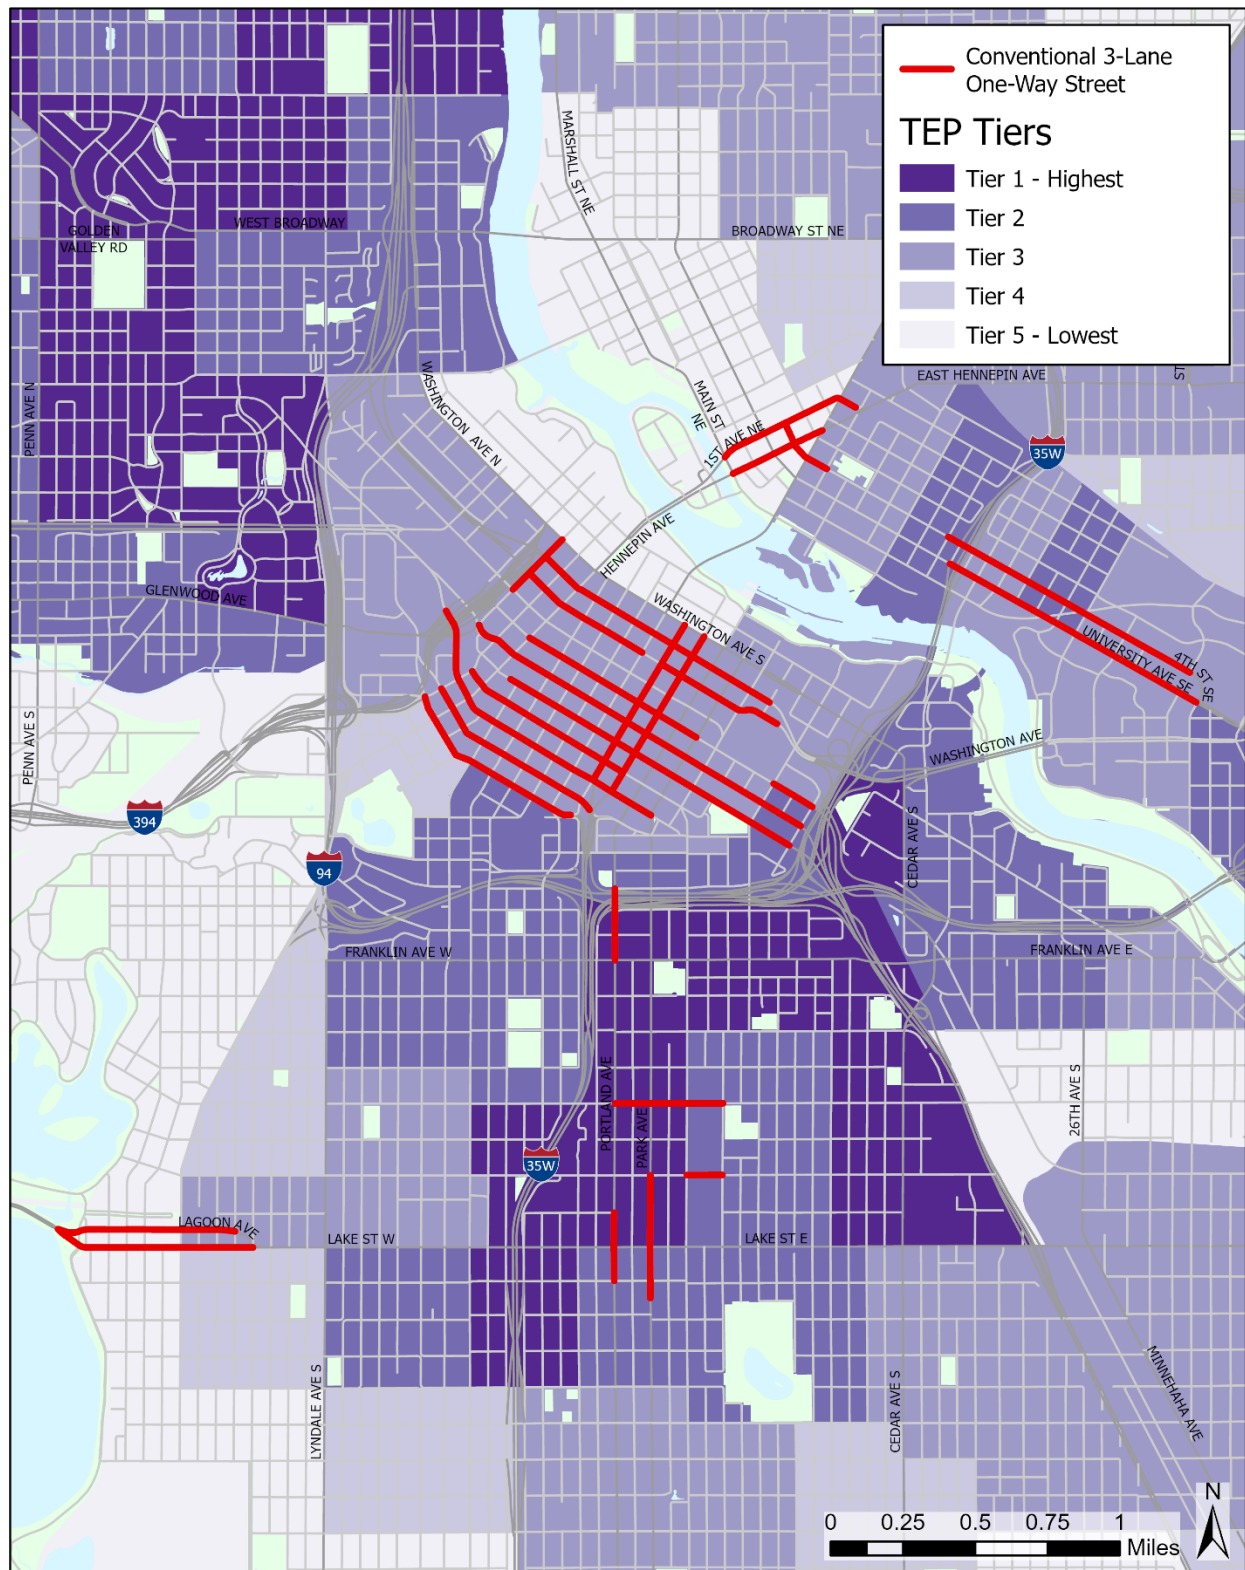 Conventional 3-Lane
One-Way Street
TEP Tiers
Tier 1 - Highest
Tier 2
Tier 3
Tier 4
Tier 5 - Lowest
MARSHALL ST NE
WEST BROADWAY
BROADWAY ST NE
GOLDEN
VALLEY RD
PENN AVE N
WASHINGTON AVE N
MAIN ST
NE
1ST AVE NE
EAST HENNEPIN AVE
35W
HENNEPIN AVE
GLENWOOD AVE
WASHINGTON AVE S
4TH ST SE
UNIVERSITY AVE SE
PENN AVE S
WASHINGTON AVE
394
94
CEDAR AVE S
FRANKLIN AVE W
FRANKLIN AVE E
PORTLAND AVE
PARK AVE
26TH AVE S
35W
LAGOON AVE
LAKE ST W
LAKE ST E
LYNDALE AVE S
CEDAR AVE S
MINNEHAHA AVE
N
0 0.25 0.5 0.75 1
Miles